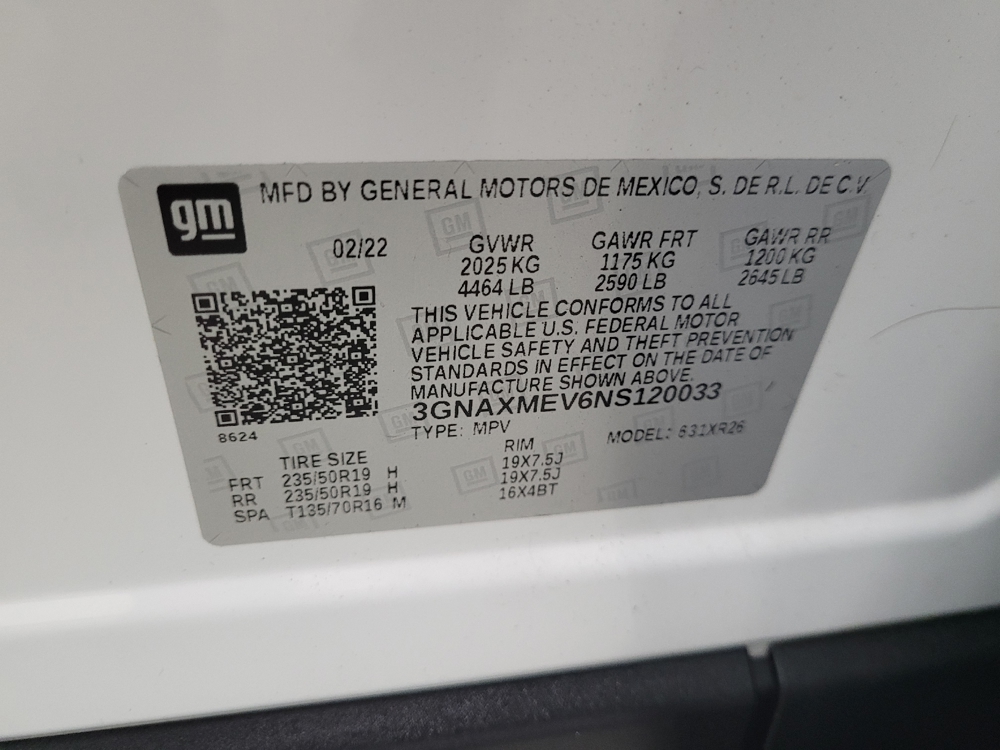 gm
MFD BY GENERAL MOTORS DE MEXICO, S. DE R.L. DE C.V.
02/22 GVWR GAWR FRT GAWR RR
2025 KG 1175 KG 1200 KG
4464 LB 2590 LB 2645 LB
THIS VEHICLE CONFORMS TO ALL
APPLICABLE U.S. FEDERAL MOTOR
VEHICLE SAFETY AND THEFT PREVENTION
STANDARDS IN EFFECT ON THE DATE OF
MANUFACTURE SHOWN ABOVE.
3GNAXMEV6NS120033
8624
TYPE: MPV MODEL: 631XR26
TIRE SIZE RIM
FRT 235/50R19 H 19X7.5J
RR 235/50R19 H 19X7.5J
SPA T135/70R16 M 16X4BT